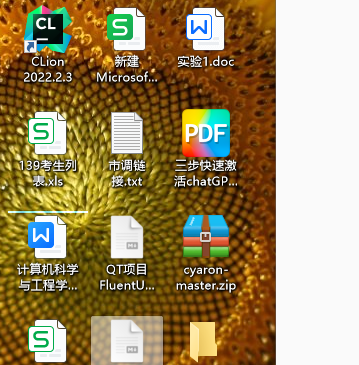 CL
CLion
2022.2.3
S
新建
Microsof...
W
实验1.doc
S
139考生列
表.xls
市调链
接.txt
PDF
三步快速激
活chatGP...
W
计算机科学
与工程学...
QT项目
FluentU...
cyaron-
master.zip
S